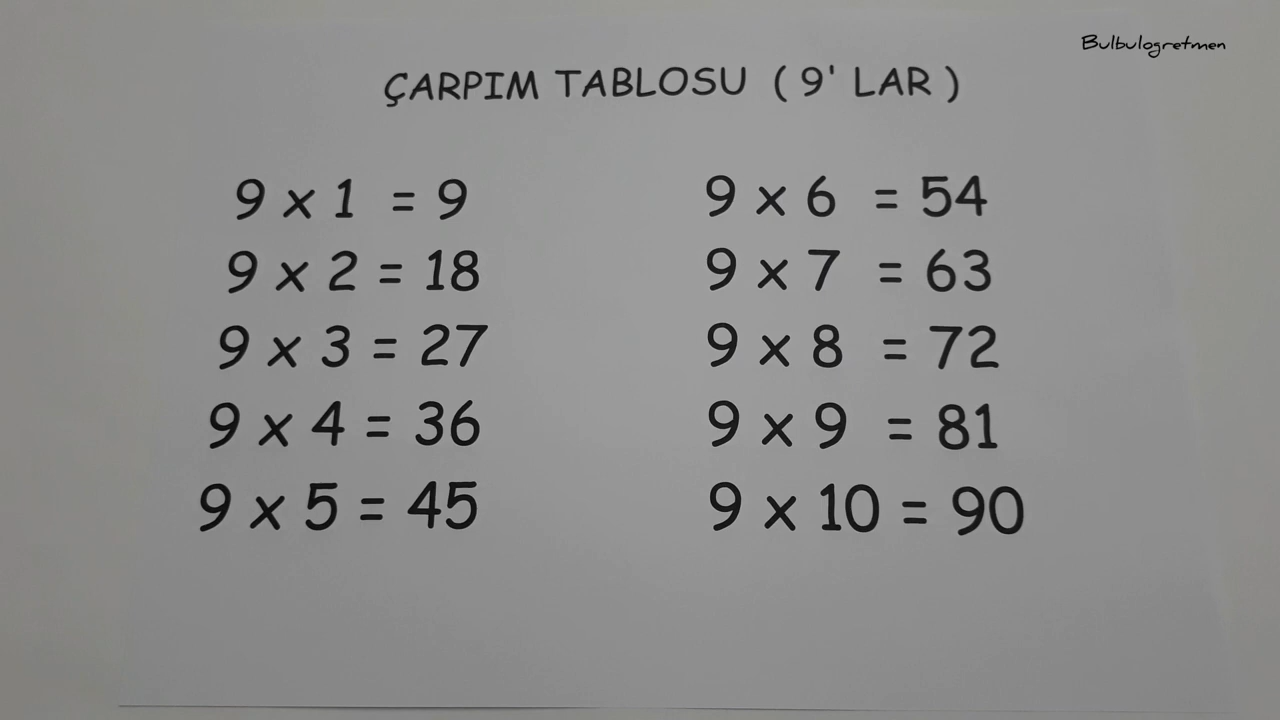 Bulbulogretmen
ÇARPIM TABLOSU ( 9' LAR )
9 x 1 = 9
9 x 2 = 18
9 x 3 = 27
9 x 4 = 36
9 x 5 = 45
9 x 6 = 54
9 x 7 = 63
9 x 8 = 72
9 x 9 = 81
9 x 10 = 90